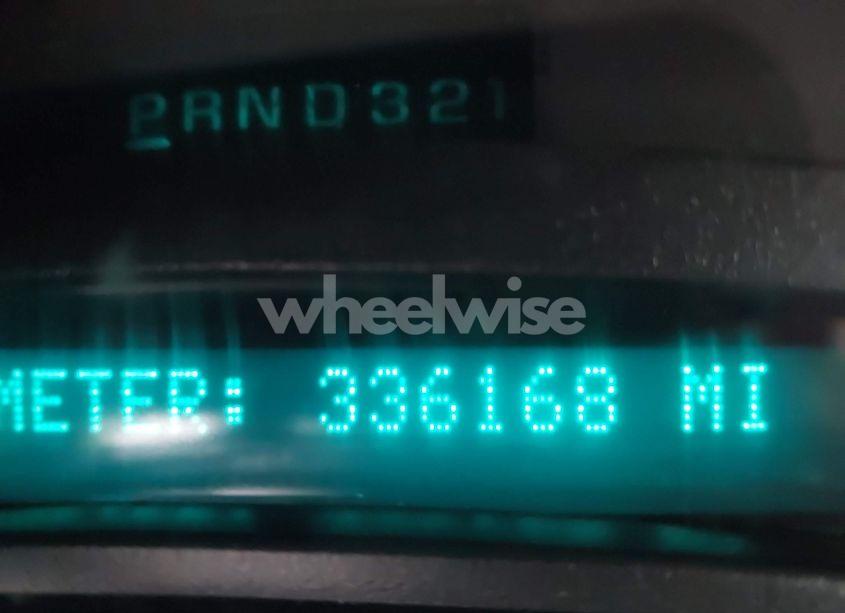 PRND321
wheelwise
METER: 336168 MI